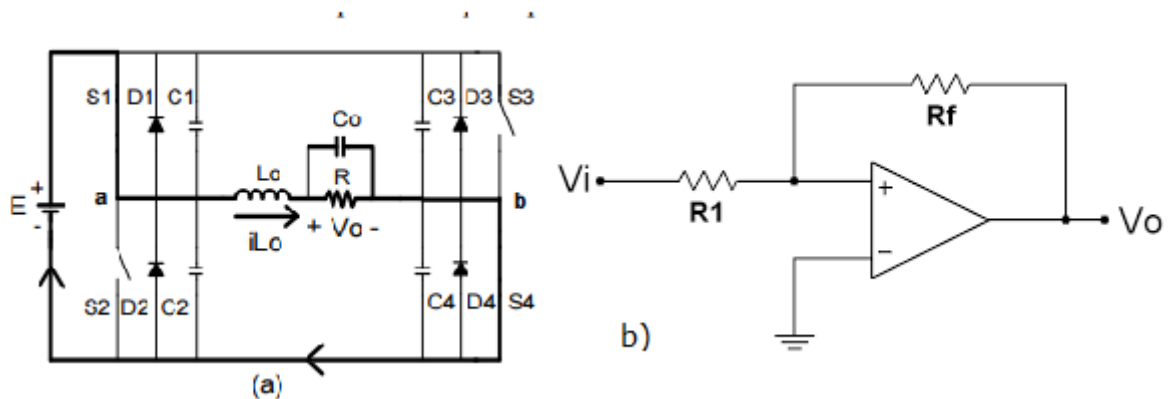 S1 D1 C1
C3 D3 S3
Co
Lo
R
E + -
a
b
iLo
+ Vo -
S2 D2 C2
C4 D4 S4
(a)
Rf
Vi
R1
+
-
Vo
b)